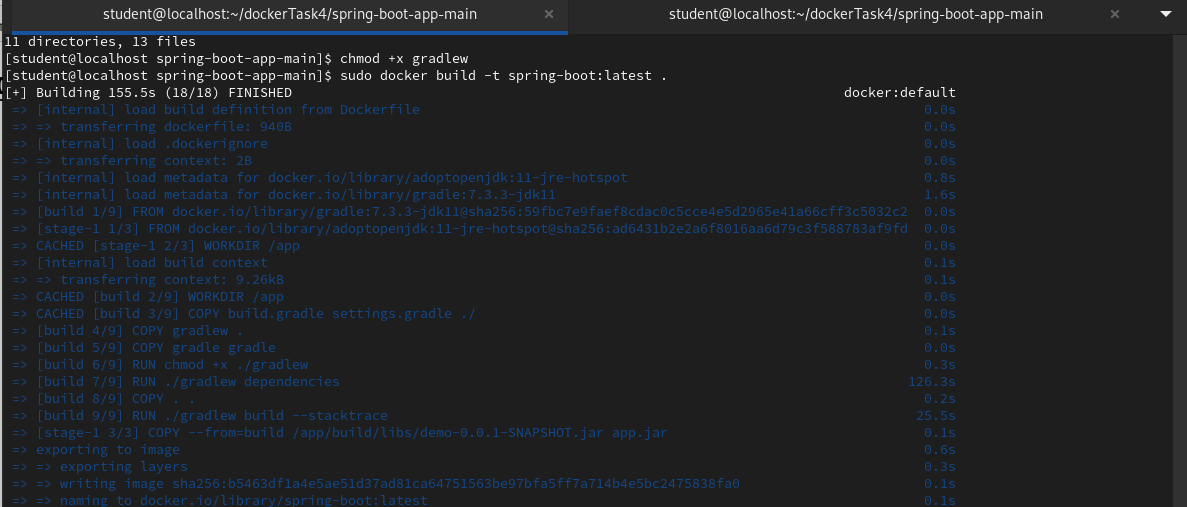 student@localhost:~/dockerTask4/spring-boot-app-main × student@localhost:~/dockerTask4/spring-boot-app-main ×
11 directories, 13 files
[student@localhost spring-boot-app-main]$ chmod +x gradlew
[student@localhost spring-boot-app-main]$ sudo docker build -t spring-boot:latest .
[+] Building 155.5s (18/18) FINISHED docker:default
=> [internal] load build definition from Dockerfile 0.0s
=> => transferring dockerfile: 940B 0.0s
=> [internal] load .dockerignore 0.0s
=> => transferring context: 2B 0.0s
=> [internal] load metadata for docker.io/library/adoptopenjdk:11-jre-hotspot 0.8s
=> [internal] load metadata for docker.io/library/gradle:7.3.3-jdk11 1.6s
=> [build 1/9] FROM docker.io/library/gradle:7.3.3-jdk11@sha256:59fbc7e9faef8cdac0c5cce4e5d2965e41a66cff3c5032c2 0.0s
=> [stage-1 1/3] FROM docker.io/library/adoptopenjdk:11-jre-hotspot@sha256:ad6431b2e2a6f8016aa6d79c3f588783af9fd 0.0s
=> CACHED [stage-1 2/3] WORKDIR /app 0.0s
=> [internal] load build context 0.1s
=> => transferring context: 9.26kB 0.1s
=> CACHED [build 2/9] WORKDIR /app 0.0s
=> CACHED [build 3/9] COPY build.gradle settings.gradle ./ 0.0s
=> [build 4/9] COPY gradlew . 0.1s
=> [build 5/9] COPY gradle gradle 0.0s
=> [build 6/9] RUN chmod +x ./gradlew 0.3s
=> [build 7/9] RUN ./gradlew dependencies 126.3s
=> [build 8/9] COPY . . 0.2s
=> [build 9/9] RUN ./gradlew build --stacktrace 25.5s
=> [stage-1 3/3] COPY --from=build /app/build/libs/demo-0.0.1-SNAPSHOT.jar app.jar 0.1s
=> exporting to image 0.6s
=> => exporting layers 0.3s
=> => writing image sha256:b5463df1a4e5ae51d37ad81ca64751563be97bfa5ff7a714b4e5bc2475838fa0 0.1s
=> => naming to docker.io/library/spring-boot:latest 0.1s